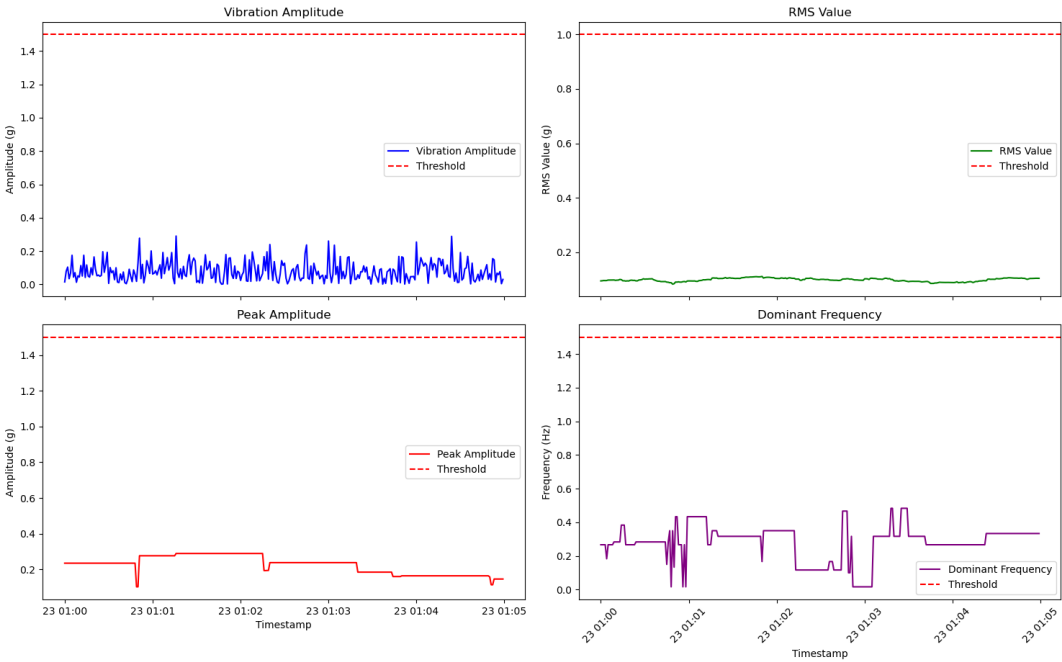 Vibration Amplitude
1.4
1.2
1.0
0.8
0.6
0.4
0.2
0.0
Amplitude (g)
Vibration Amplitude
Threshold
RMS Value
1.0
0.8
0.6
0.4
0.2
RMS Value (g)
RMS Value
Threshold
Peak Amplitude
1.4
1.2
1.0
0.8
0.6
0.4
0.2
Amplitude (g)
Peak Amplitude
Threshold
23 01:00 23 01:01 23 01:02 23 01:03 23 01:04 23 01:05
Timestamp
Dominant Frequency
1.4
1.2
1.0
0.8
0.6
0.4
0.2
0.0
Frequency (Hz)
Dominant Frequency
Threshold
23 01:00 23 01:01 23 01:02 23 01:03 23 01:04 23 01:05
Timestamp